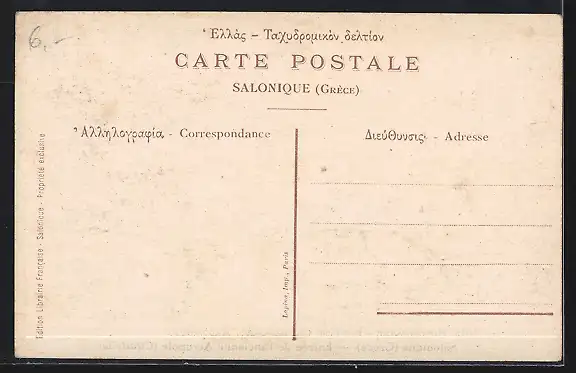 6,-
Ἑλλὰς – Ταχυδρομικὸν δελτίον
CARTE POSTALE
SALONIQUE (GRÈCE)
Ἀλληλογραφία - Correspondance
Διεύθυνσις - Adresse
Edition Librairie Française - Salonique - Propriété exclusive
Lapina, Imp., Paris